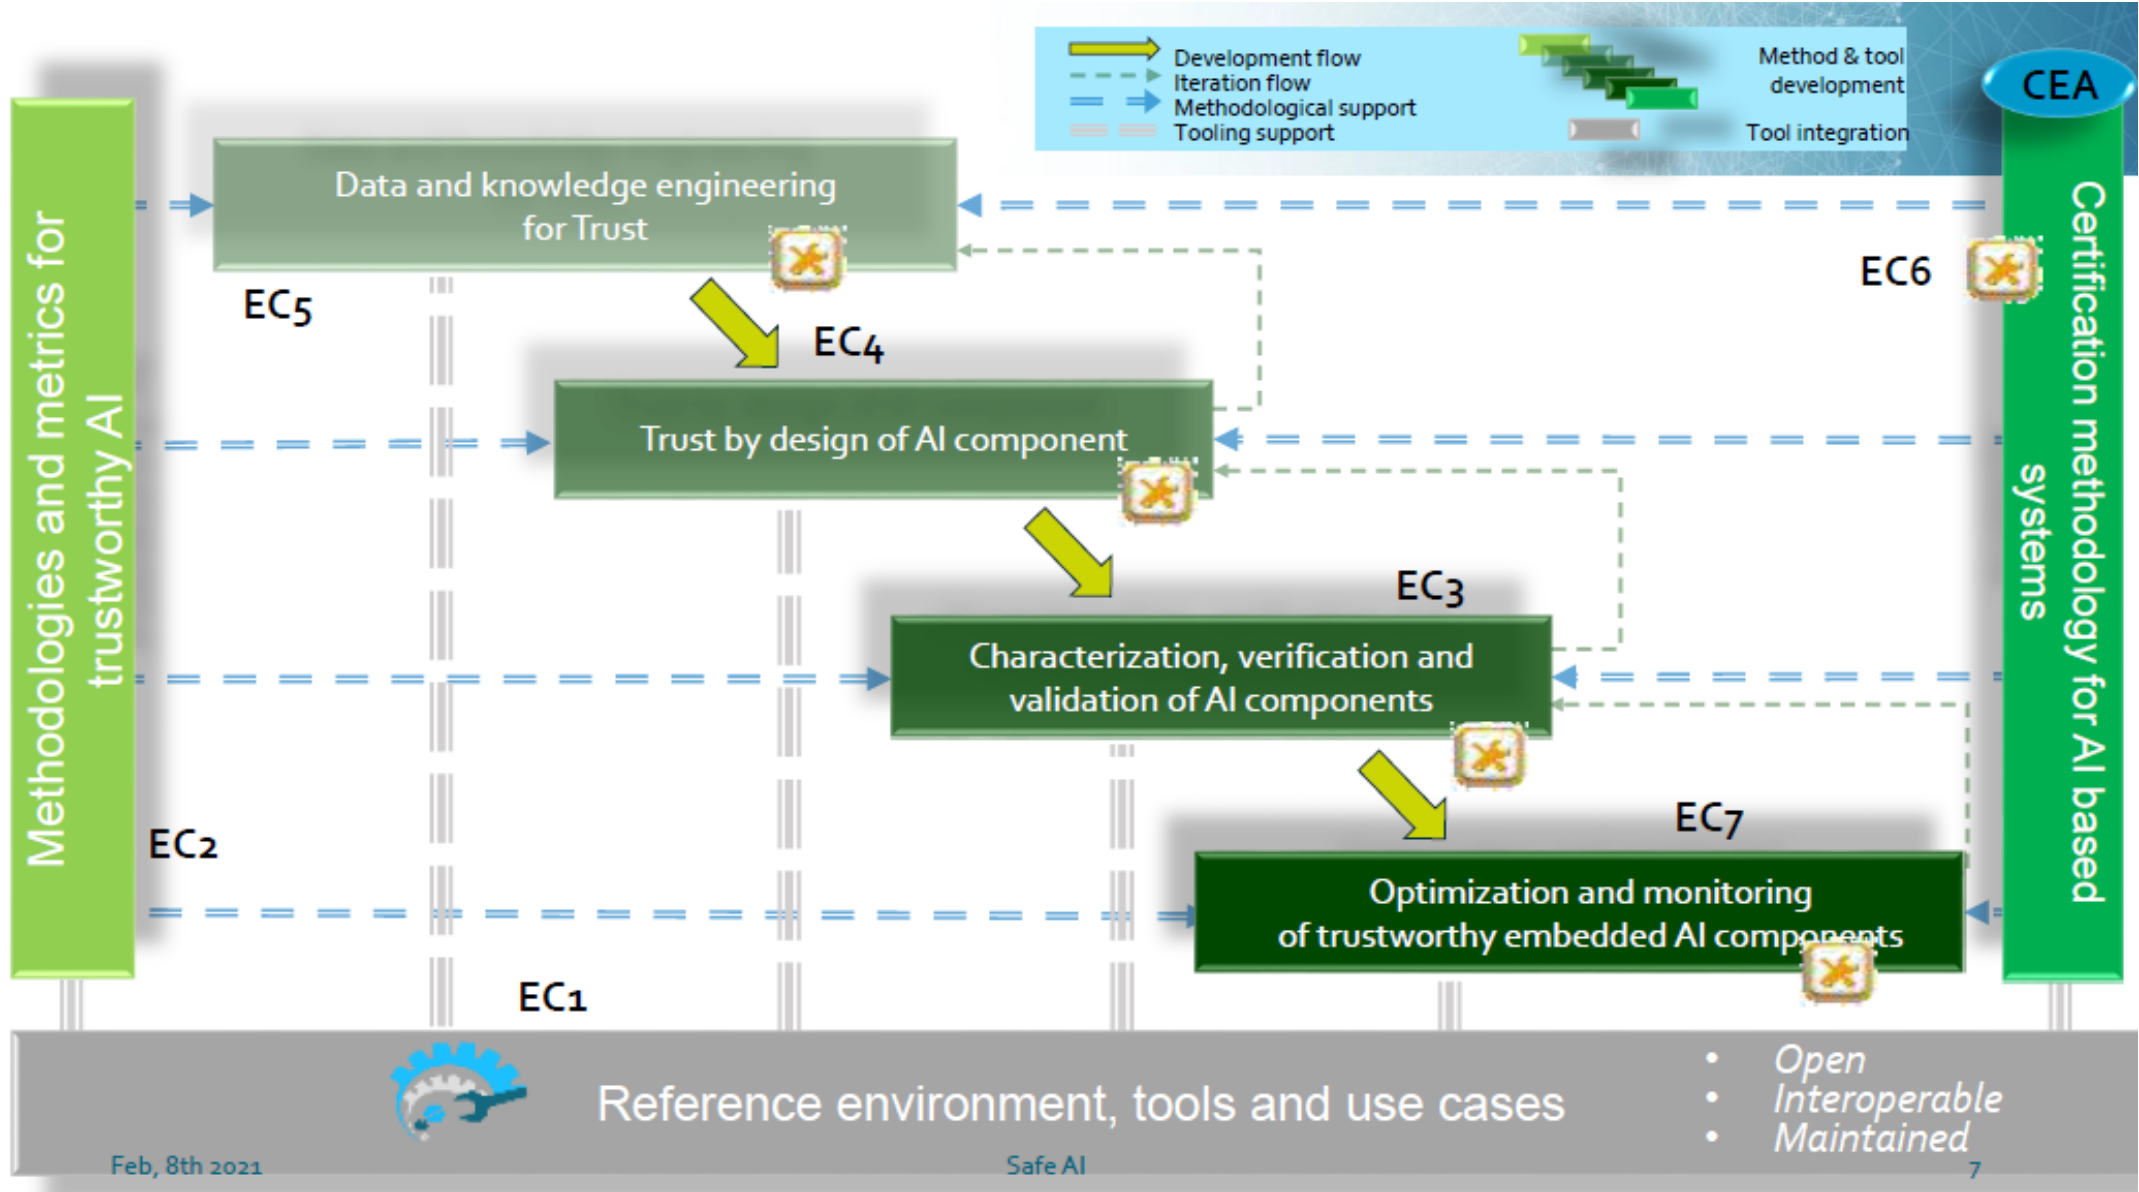 Development flow
Iteration flow
Methodological support
Tooling support
Method & tool
development
Tool integration
CEA
Methodologies and metrics for
trustworthy AI
Data and knowledge engineering
for Trust
EC5
EC4
EC6
Trust by design of AI component
EC3
Characterization, verification and
validation of AI components
EC7
EC2
Optimization and monitoring
of trustworthy embedded AI components
EC1
Certification methodology for AI based
systems
Reference environment, tools and use cases
• Open
• Interoperable
• Maintained
Feb, 8th 2021
Safe AI
7